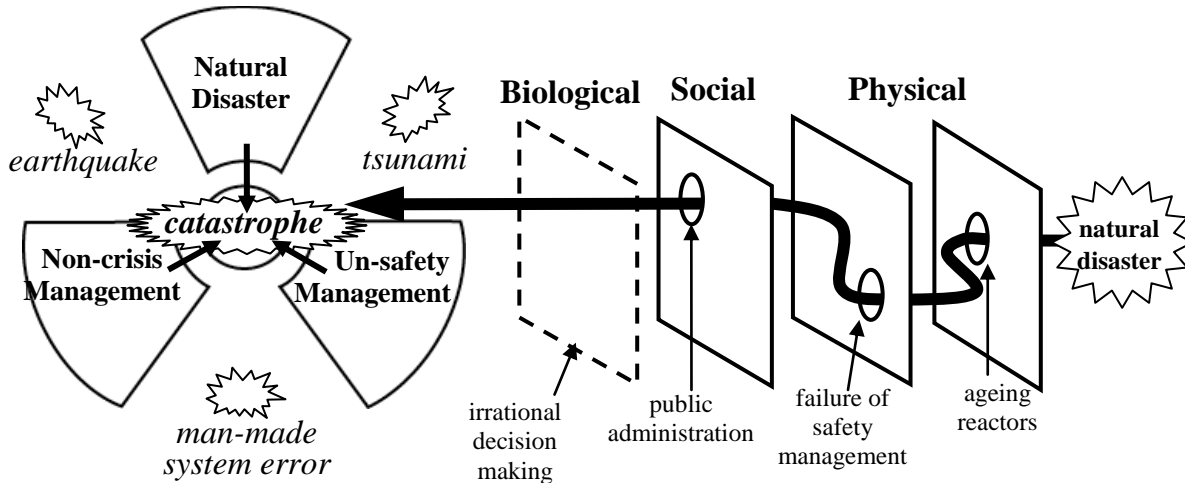 Natural
Disaster
earthquake
tsunami
catastrophe
Non-crisis
Management
Un-safety
Management
man-made
system error
Biological
Social
Physical
natural
disaster
irrational
decision
making
public
administration
failure of
safety
management
ageing
reactors